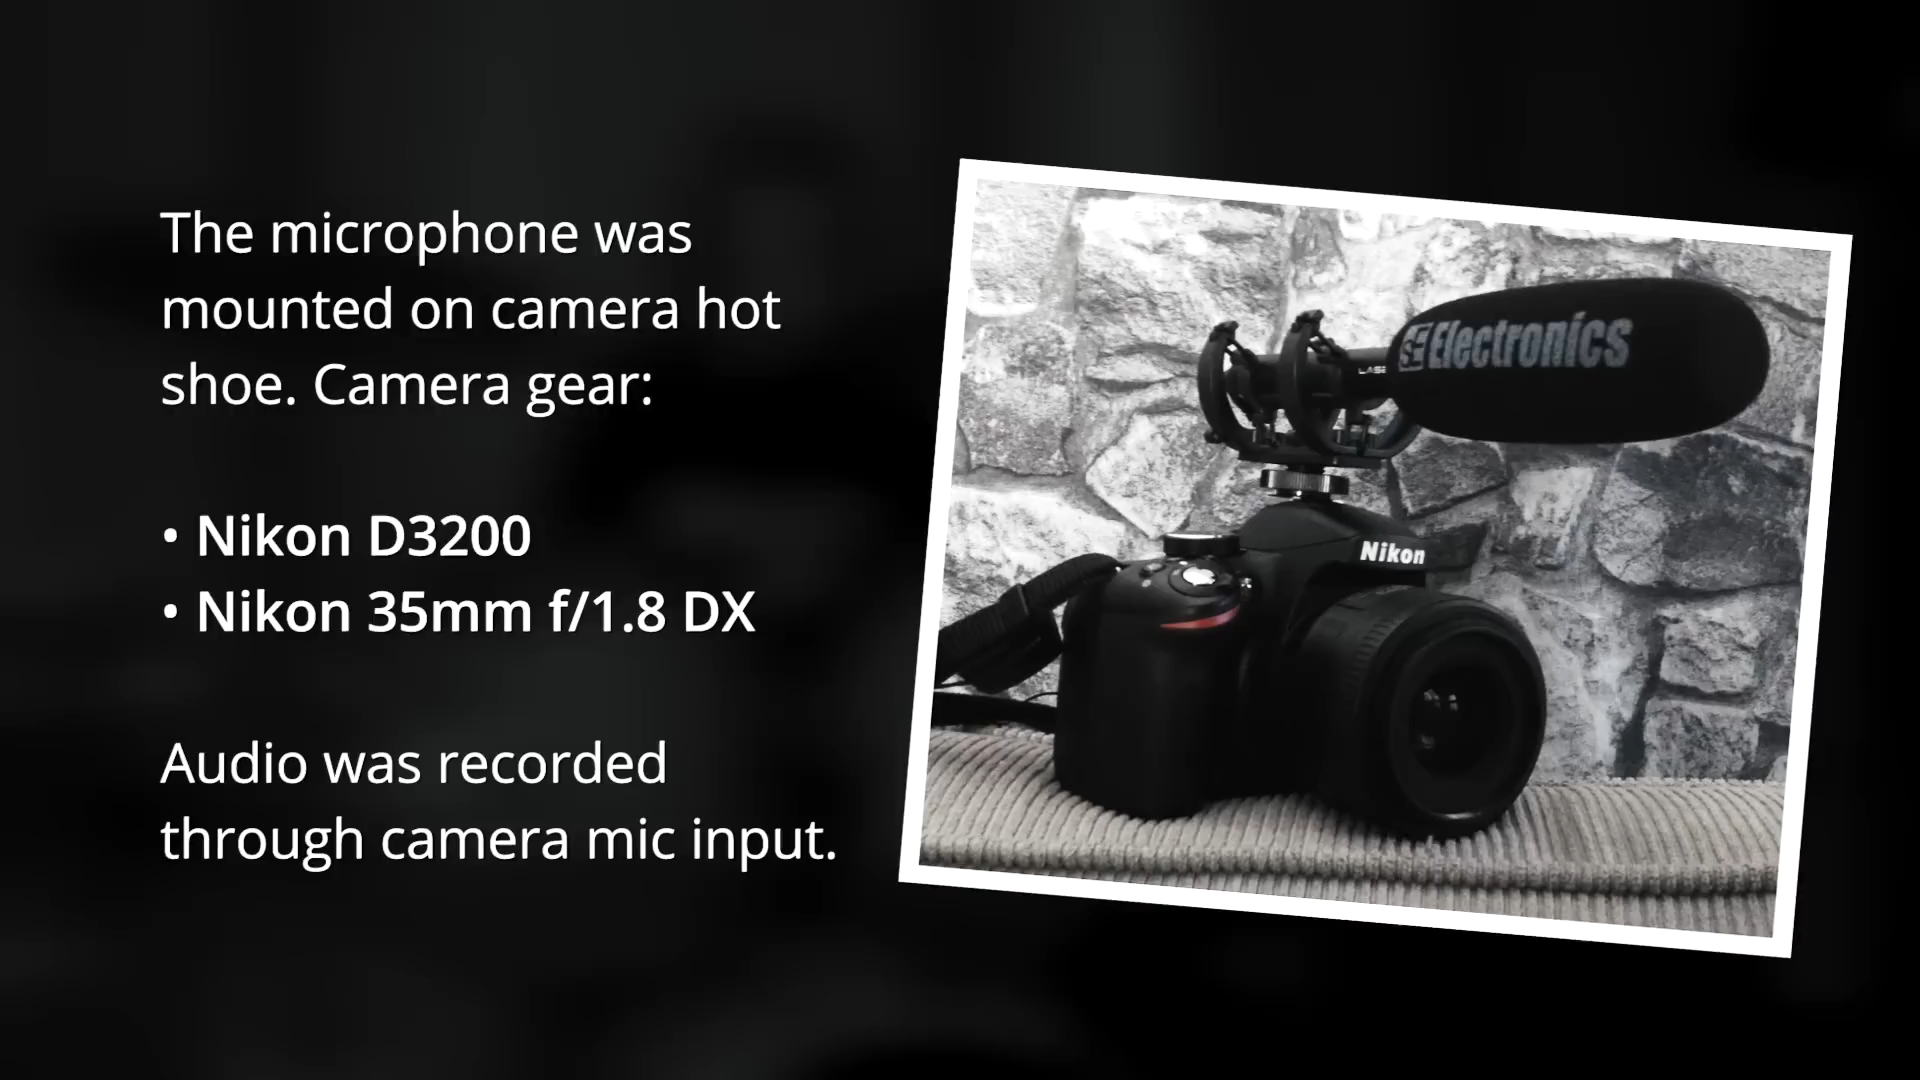 The microphone was
mounted on camera hot
shoe. Camera gear:
• Nikon D3200
• Nikon 35mm f/1.8 DX
Audio was recorded
through camera mic input.
sE Electronics
Nikon